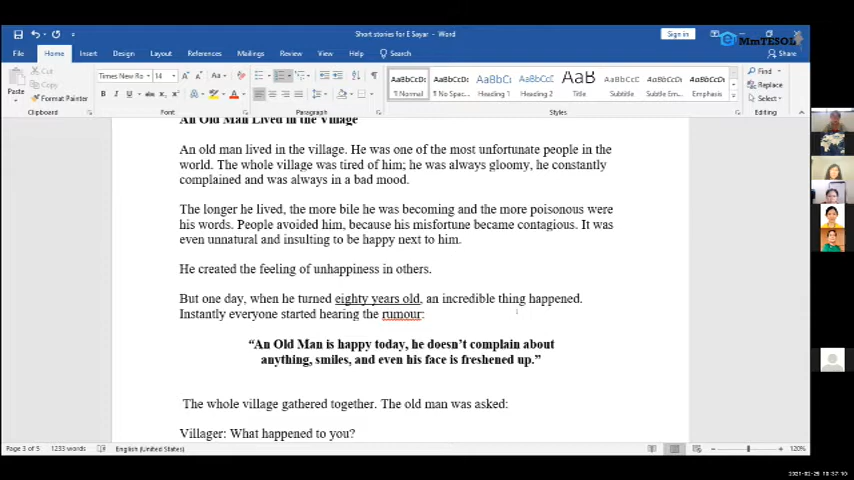 Short stories for E Sayar - Word
Sign in
MmTESOL
File Home Insert Design Layout References Mailings Review View Help Search Share
Cut
Copy
Format Painter
Paste
Clipboard
Times New Ro 14
Font
Paragraph
AaBbCcDc AaBbCcDc AaBbC AaBbCcC AaB AaBbCcD AaBbCcDc AaBbCcDc
¶ Normal ¶ No Spac... Heading 1 Heading 2 Title Subtitle Subtle Em... Emphasis
Styles
Find
Replace
Select
Editing
An Old Man Lived in the Village
An old man lived in the village. He was one of the most unfortunate people in the
world. The whole village was tired of him; he was always gloomy, he constantly
complained and was always in a bad mood.
The longer he lived, the more bile he was becoming and the more poisonous were
his words. People avoided him, because his misfortune became contagious. It was
even unnatural and insulting to be happy next to him.
He created the feeling of unhappiness in others.
But one day, when he turned eighty years old, an incredible thing happened.
Instantly everyone started hearing the rumour:
“An Old Man is happy today, he doesn’t complain about
anything, smiles, and even his face is freshened up.”
The whole village gathered together. The old man was asked:
Villager: What happened to you?
Page 3 of 5 1233 words English (United States) 120%